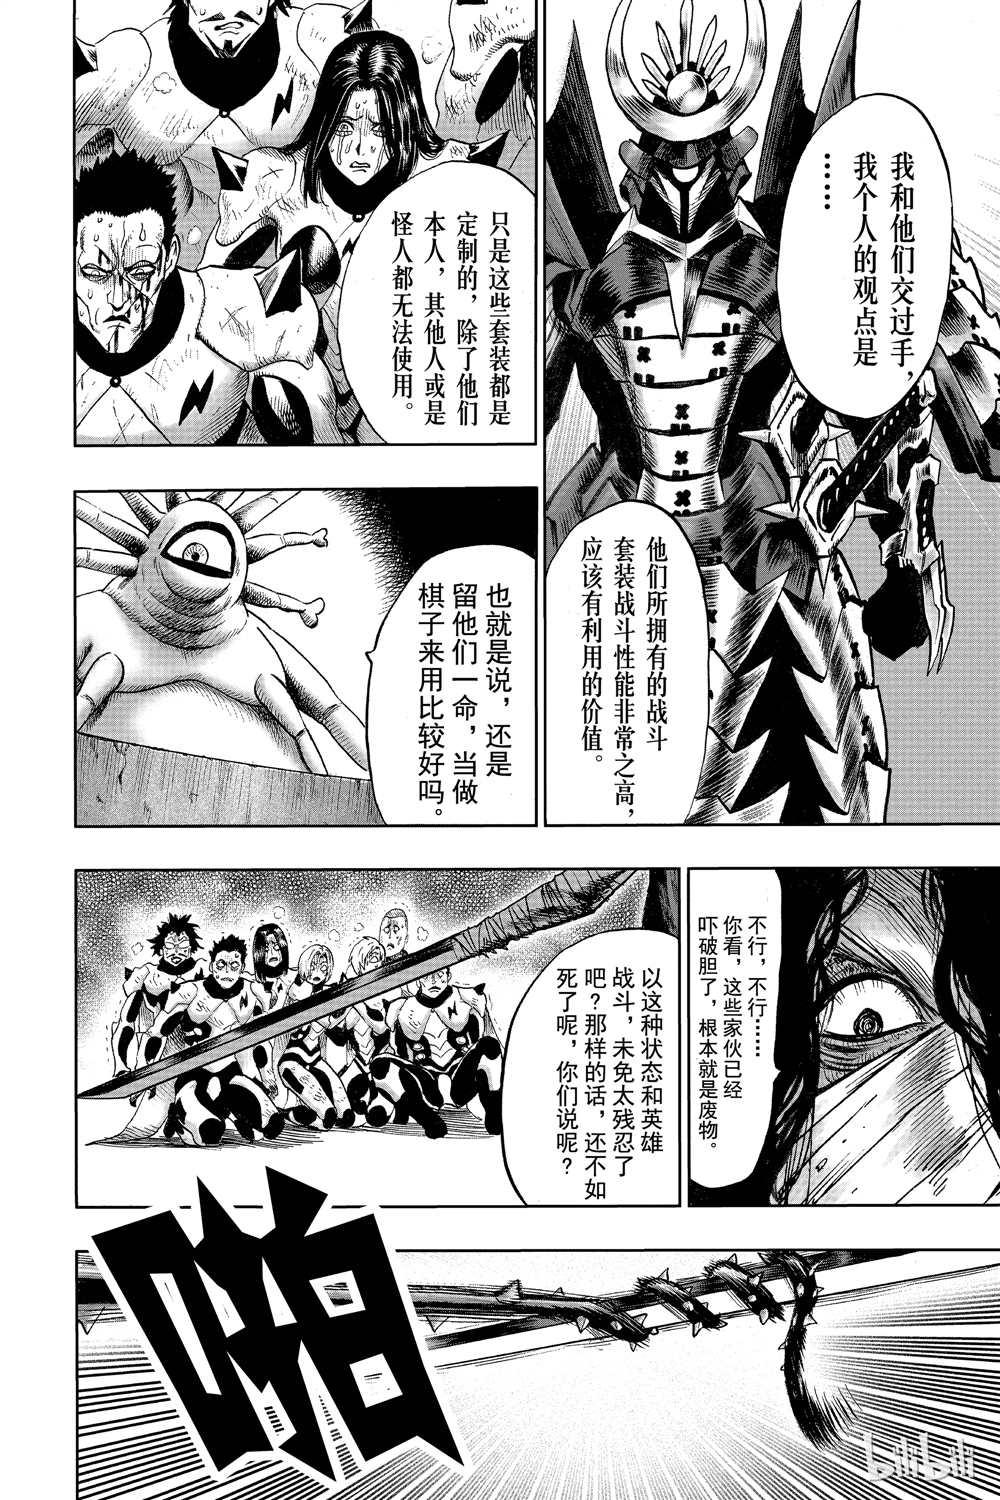 我和他们交过手，
我个人的观点是
……
他们所拥有的战斗
套装战斗性能非常之高，
应该有利用的价值。
只是这些套装都是
定制的，除了他们
本人，其他人或是
怪人都无法使用。
也就是说，还是
留他们一命，当做
棋子来用比较好吗。
不行，不行……
你看，这些家伙已经
吓破胆了，根本就是废物。
以这种状态和英雄
战斗，未免太残忍了
吧？那样的话，还不如
死了呢，你们说呢？
啪
bilibili